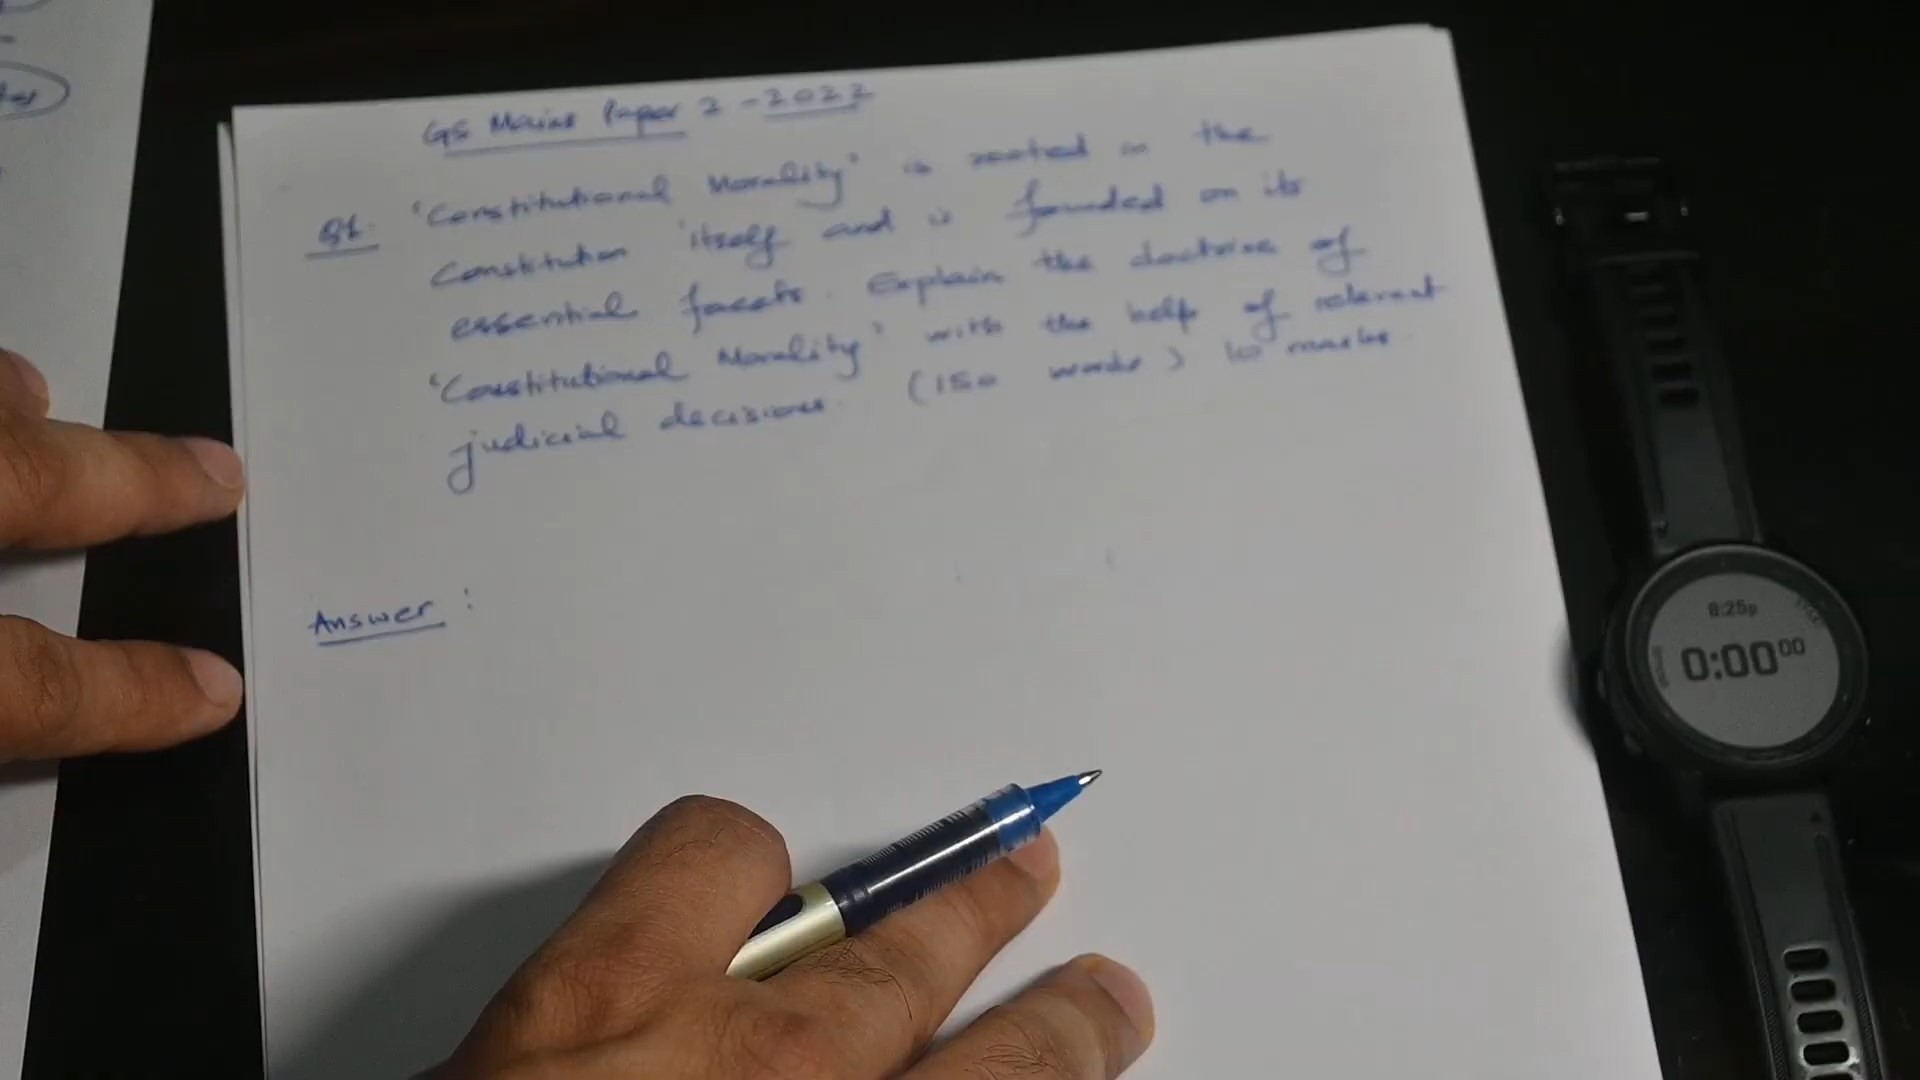 GS Mains Paper 2 - 2022
Q1. 'Constitutional Morality' is rooted in the
Constitution itself and is founded on its
essential facets. Explain the doctrine of
'Constitutional Morality' with the help of relevant
judicial decisions. (150 words) 10 marks.
Answer :
8:25p
0:00 00